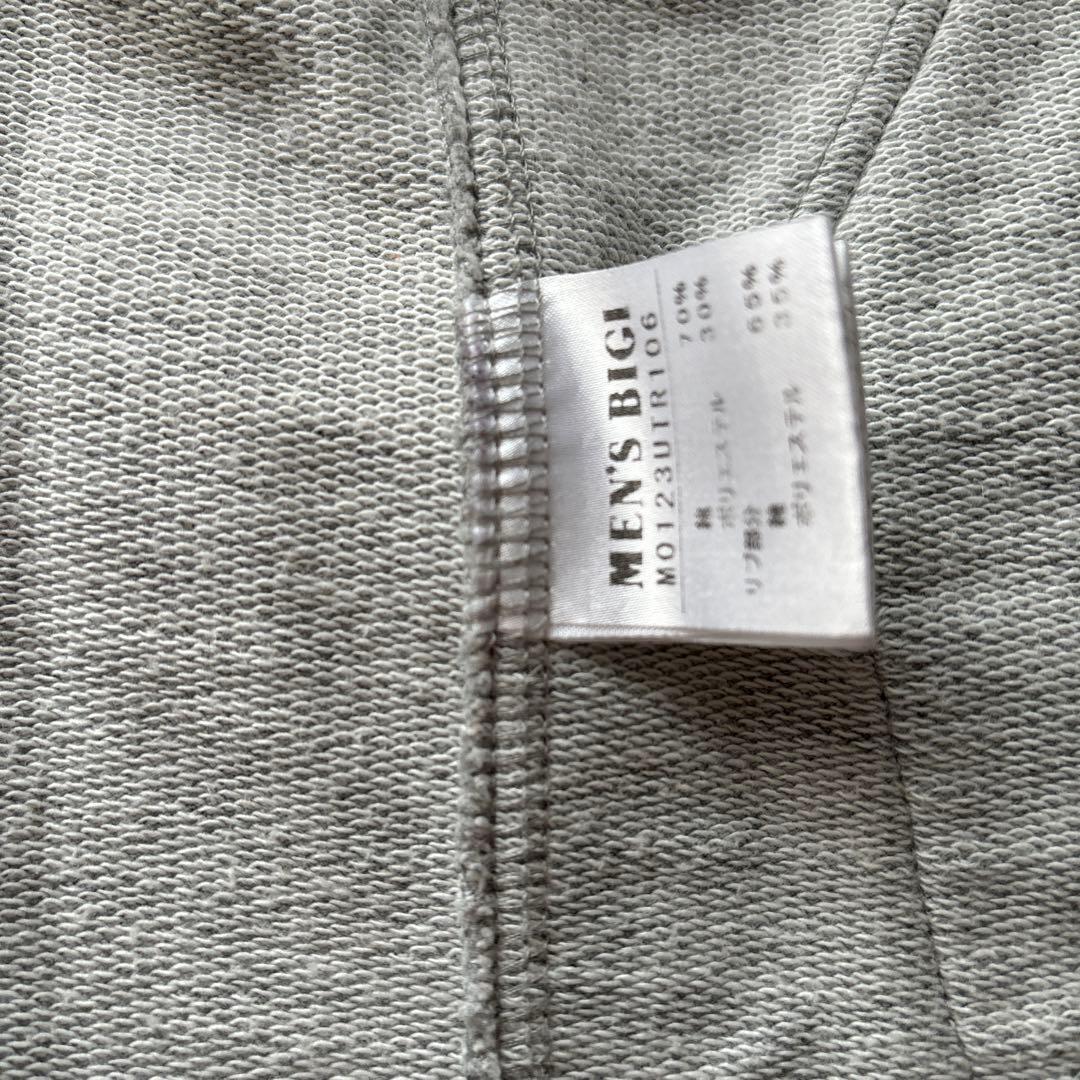 MEN'S BIGI
M0123UTR106
綿 70%
ポリエステル 30%
リブ部分
綿 65%
ポリエステル 35%